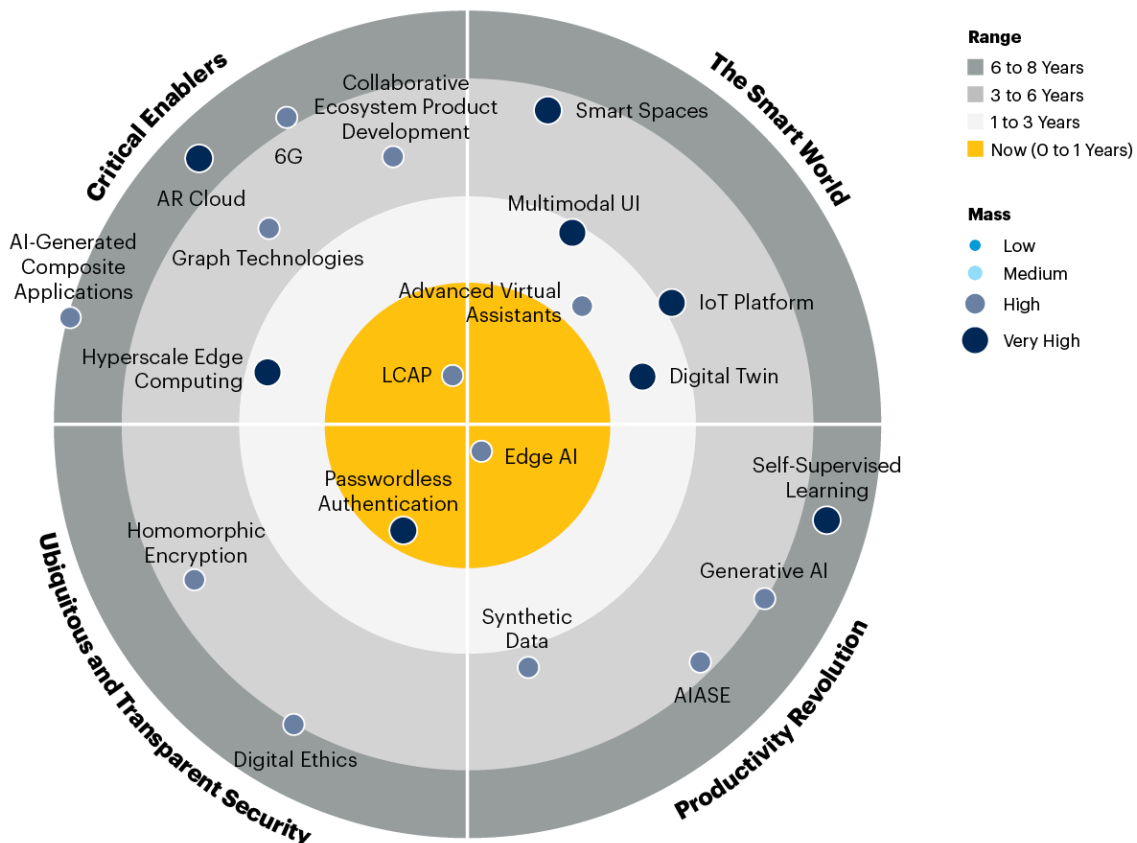 Critical Enablers
The Smart World
Ubiquitous and Transparent Security
Productivity Revolution
Collaborative
Ecosystem Product
Development
6G
AR Cloud
Graph Technologies
AI-Generated
Composite
Applications
Hyperscale Edge
Computing
LCAP
Smart Spaces
Multimodal UI
Advanced Virtual
Assistants
IoT Platform
Digital Twin
Passwordless
Authentication
Homomorphic
Encryption
Digital Ethics
Edge AI
Self-Supervised
Learning
Generative AI
Synthetic
Data
AIASE
Range
6 to 8 Years
3 to 6 Years
1 to 3 Years
Now (0 to 1 Years)
Mass
Low
Medium
High
Very High